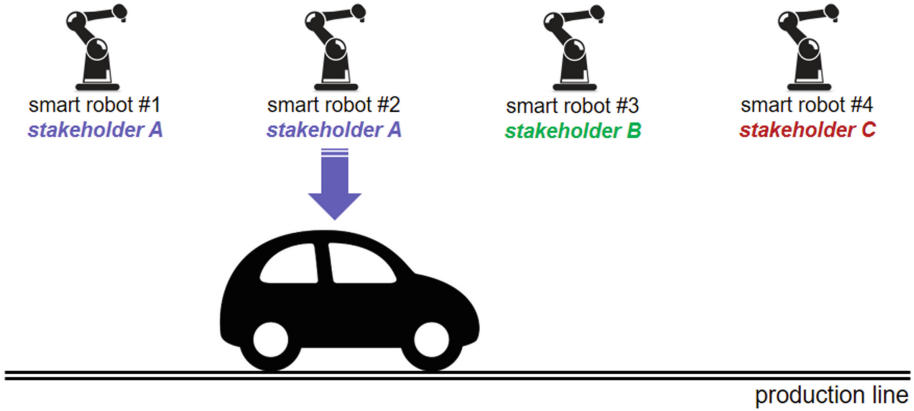 smart robot #1
stakeholder A
smart robot #2
stakeholder A
smart robot #3
stakeholder B
smart robot #4
stakeholder C
production line